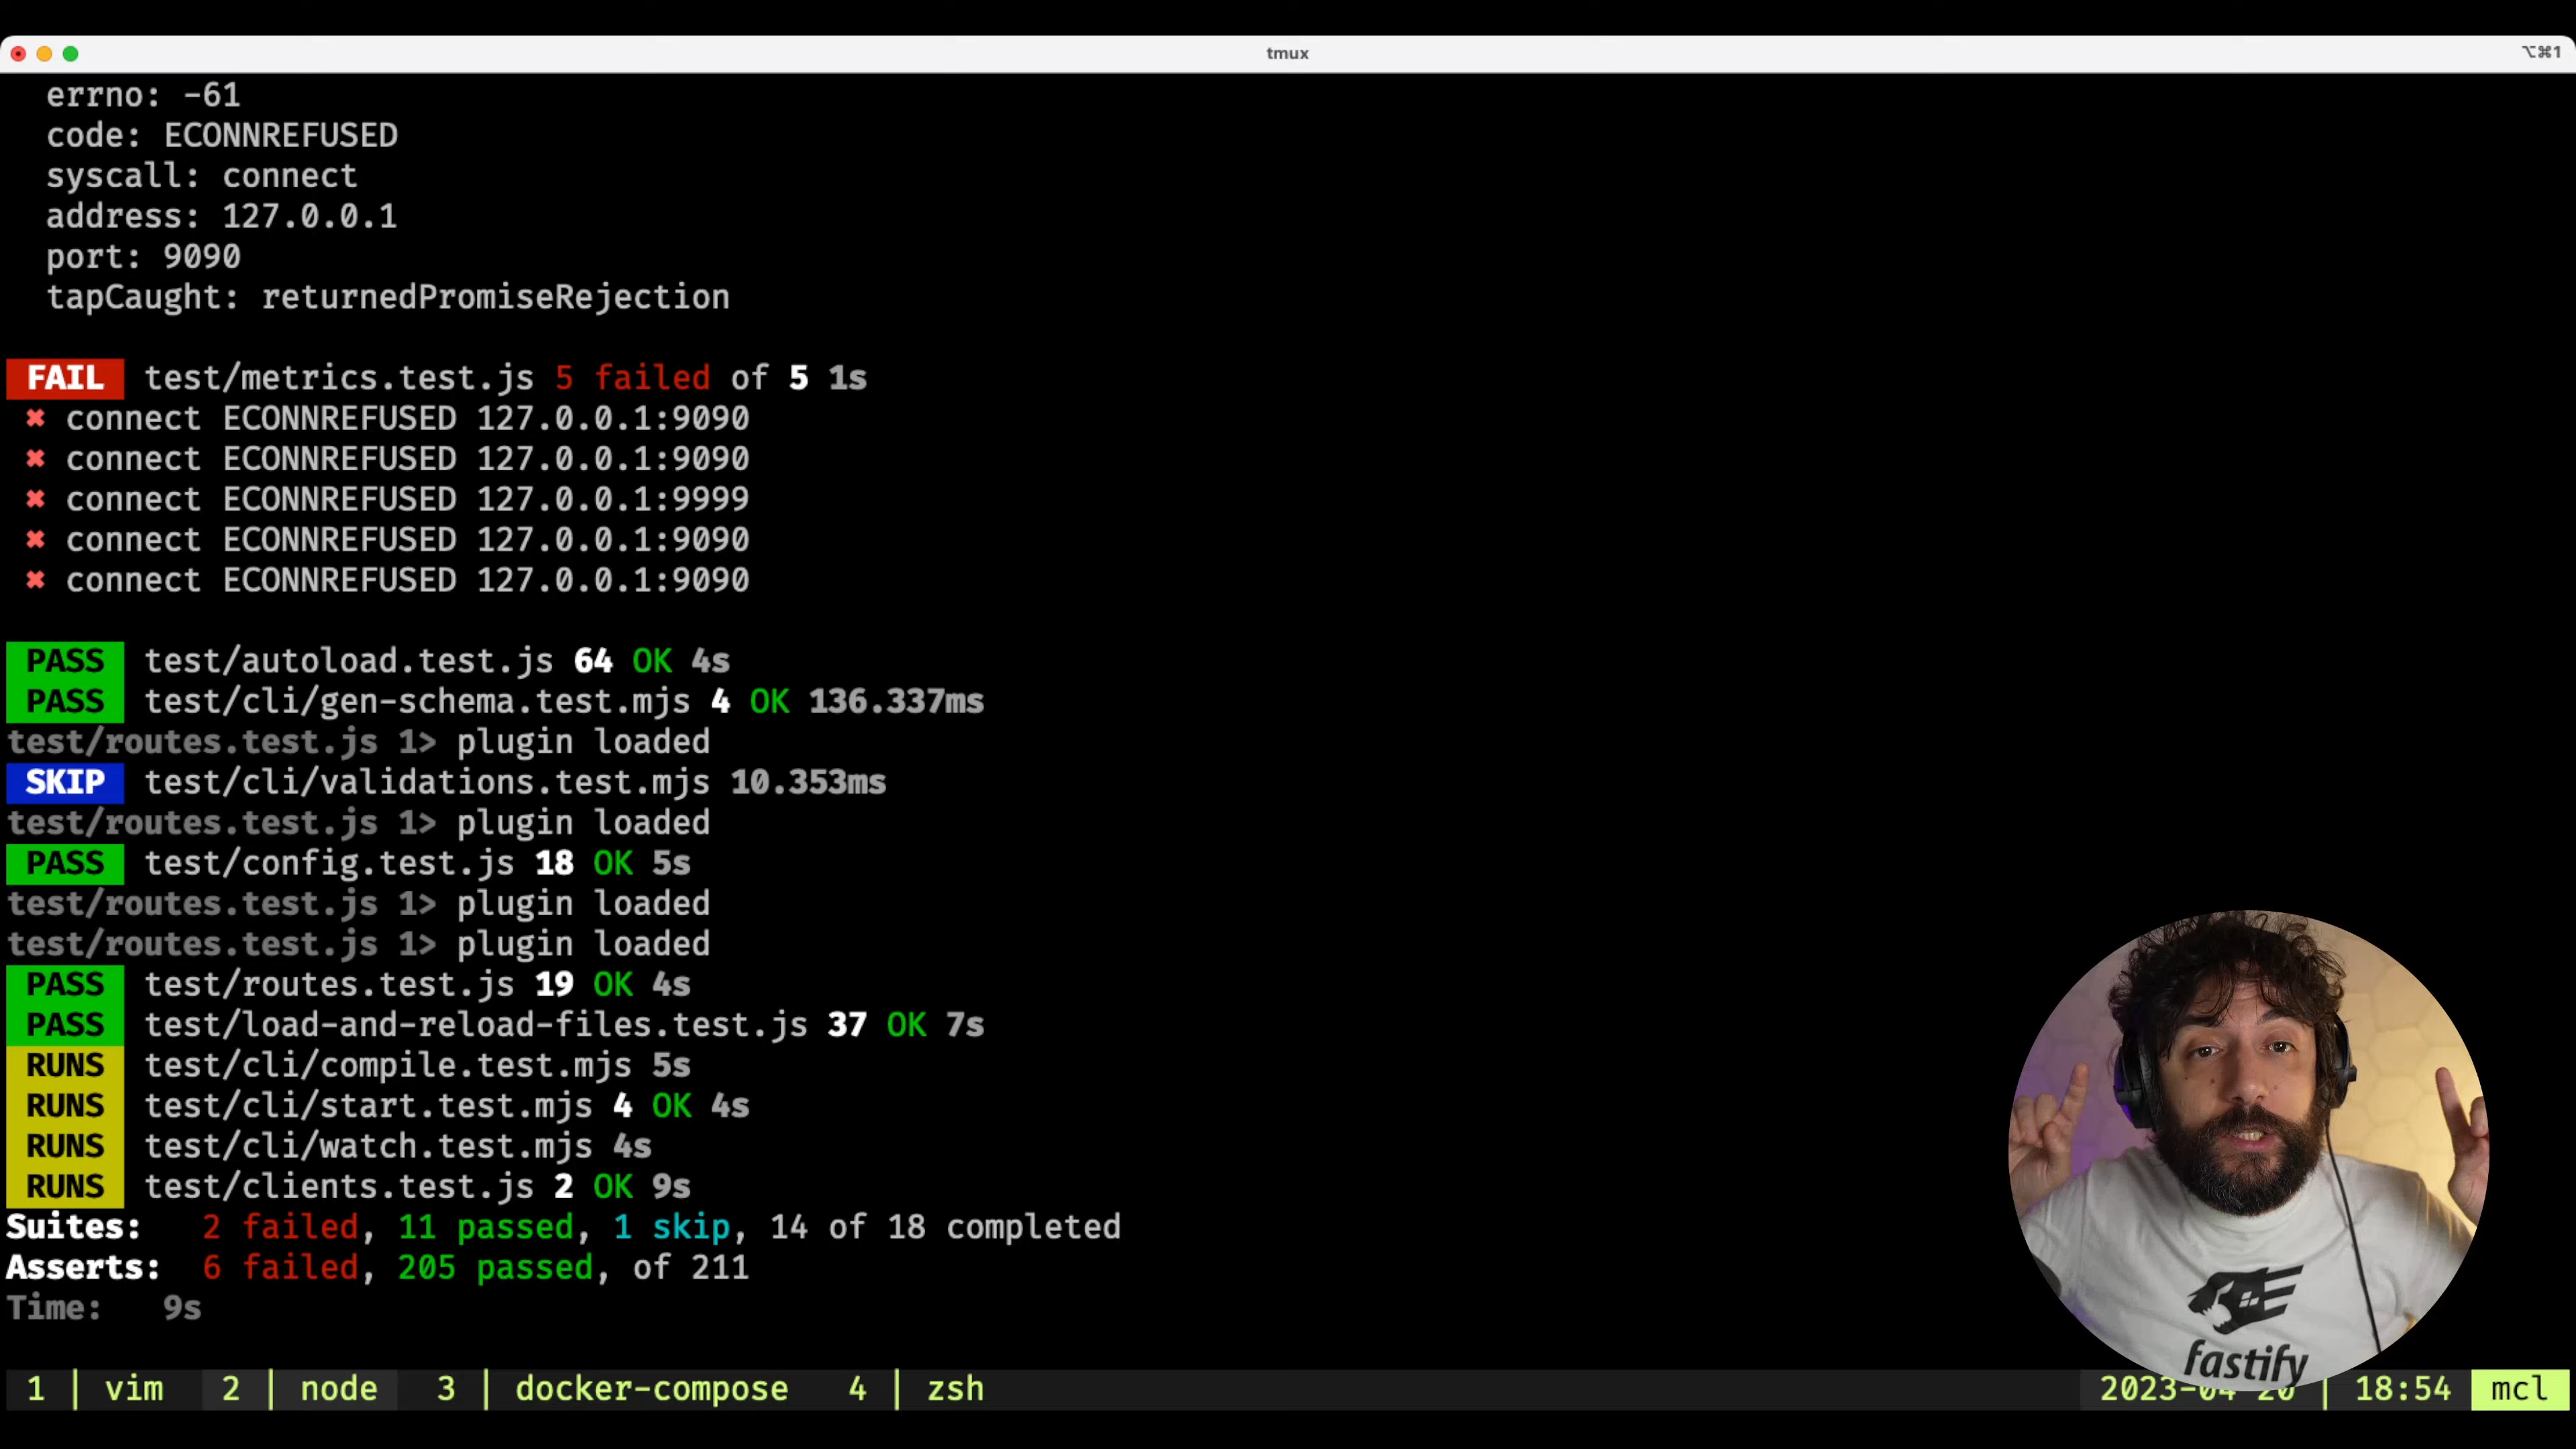 tmux
⌥⌘1
errno: -61
code: ECONNREFUSED
syscall: connect
address: 127.0.0.1
port: 9090
tapCaught: returnedPromiseRejection
FAIL test/metrics.test.js 5 failed of 5 1s
✖ connect ECONNREFUSED 127.0.0.1:9090
✖ connect ECONNREFUSED 127.0.0.1:9090
✖ connect ECONNREFUSED 127.0.0.1:9999
✖ connect ECONNREFUSED 127.0.0.1:9090
✖ connect ECONNREFUSED 127.0.0.1:9090
PASS test/autoload.test.js 64 OK 4s
PASS test/cli/gen-schema.test.mjs 4 OK 136.337ms
test/routes.test.js 1> plugin loaded
SKIP test/cli/validations.test.mjs 10.353ms
test/routes.test.js 1> plugin loaded
PASS test/config.test.js 18 OK 5s
test/routes.test.js 1> plugin loaded
test/routes.test.js 1> plugin loaded
PASS test/routes.test.js 19 OK 4s
PASS test/load-and-reload-files.test.js 37 OK 7s
RUNS test/cli/compile.test.mjs 5s
RUNS test/cli/start.test.mjs 4 OK 4s
RUNS test/cli/watch.test.mjs 4s
RUNS test/clients.test.js 2 OK 9s
Suites: 2 failed, 11 passed, 1 skip, 14 of 18 completed
Asserts: 6 failed, 205 passed, of 211
Time: 9s
fastify
1 | vim 2 | node 3 | docker-compose 4 | zsh 2023-04-20 | 18:54 mcl